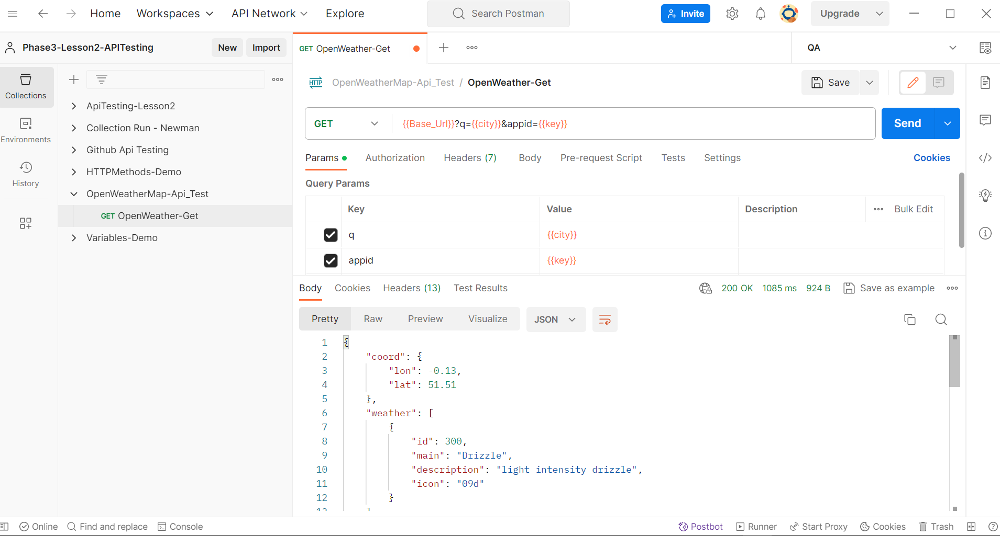 Home Workspaces API Network Explore Search Postman Invite Upgrade
Phase3-Lesson2-APITesting New Import
GET OpenWeather-Get QA
Collections
Environments
History
ApiTesting-Lesson2
Collection Run - Newman
Github Api Testing
HTTPMethods-Demo
OpenWeatherMap-Api_Test
GET OpenWeather-Get
Variables-Demo
HTTP OpenWeatherMap-Api_Test / OpenWeather-Get Save
GET {{Base_Url}}?q={{city}}&appid={{key}} Send
Params Authorization Headers (7) Body Pre-request Script Tests Settings Cookies
Query Params
Key Value Description Bulk Edit
q {{city}}
appid {{key}}
Body Cookies Headers (13) Test Results 200 OK 1085 ms 924 B Save as example
Pretty Raw Preview Visualize JSON
1 {
2 "coord": {
3 "lon": -0.13,
4 "lat": 51.51
5 },
6 "weather": [
7 {
8 "id": 300,
9 "main": "Drizzle",
10 "description": "light intensity drizzle",
11 "icon": "09d"
12 }
Online Find and replace Console Postbot Runner Start Proxy Cookies Trash